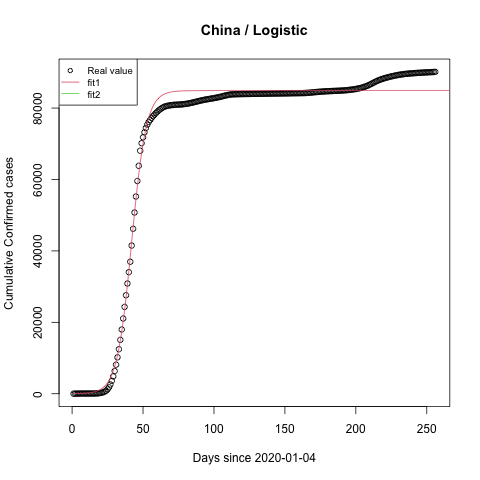 China / Logistic
Real value
fit1
fit2
Cumulative Confirmed cases
80000
60000
40000
20000
0
0 50 100 150 200 250
Days since 2020-01-04